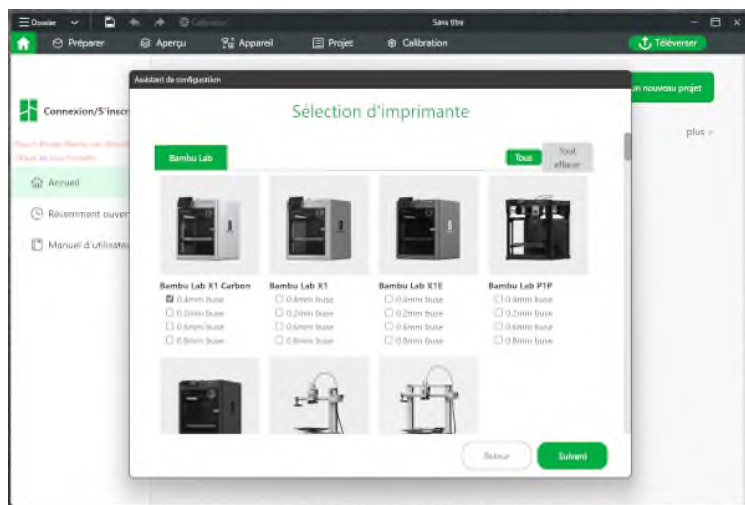 Dossier
Calibration
Sans titre
Préparer
Aperçu
Appareil
Projet
Calibration
Téléverser
Assistant de configuration
un nouveau projet
Connexion/S'inscr
Sélection d'imprimante
plus >
Bambu Lab
Tous
Tout effacer
Accueil
Récemment ouver
Manuel d'utilisateu
Bambu Lab X1 Carbon
Bambu Lab X1
Bambu Lab X1E
Bambu Lab P1P
0.4mm buse
0.4mm buse
0.4mm buse
0.4mm buse
0.2mm buse
0.2mm buse
0.2mm buse
0.2mm buse
0.6mm buse
0.6mm buse
0.6mm buse
0.6mm buse
0.8mm buse
0.8mm buse
0.8mm buse
0.8mm buse
Retour
Suivant